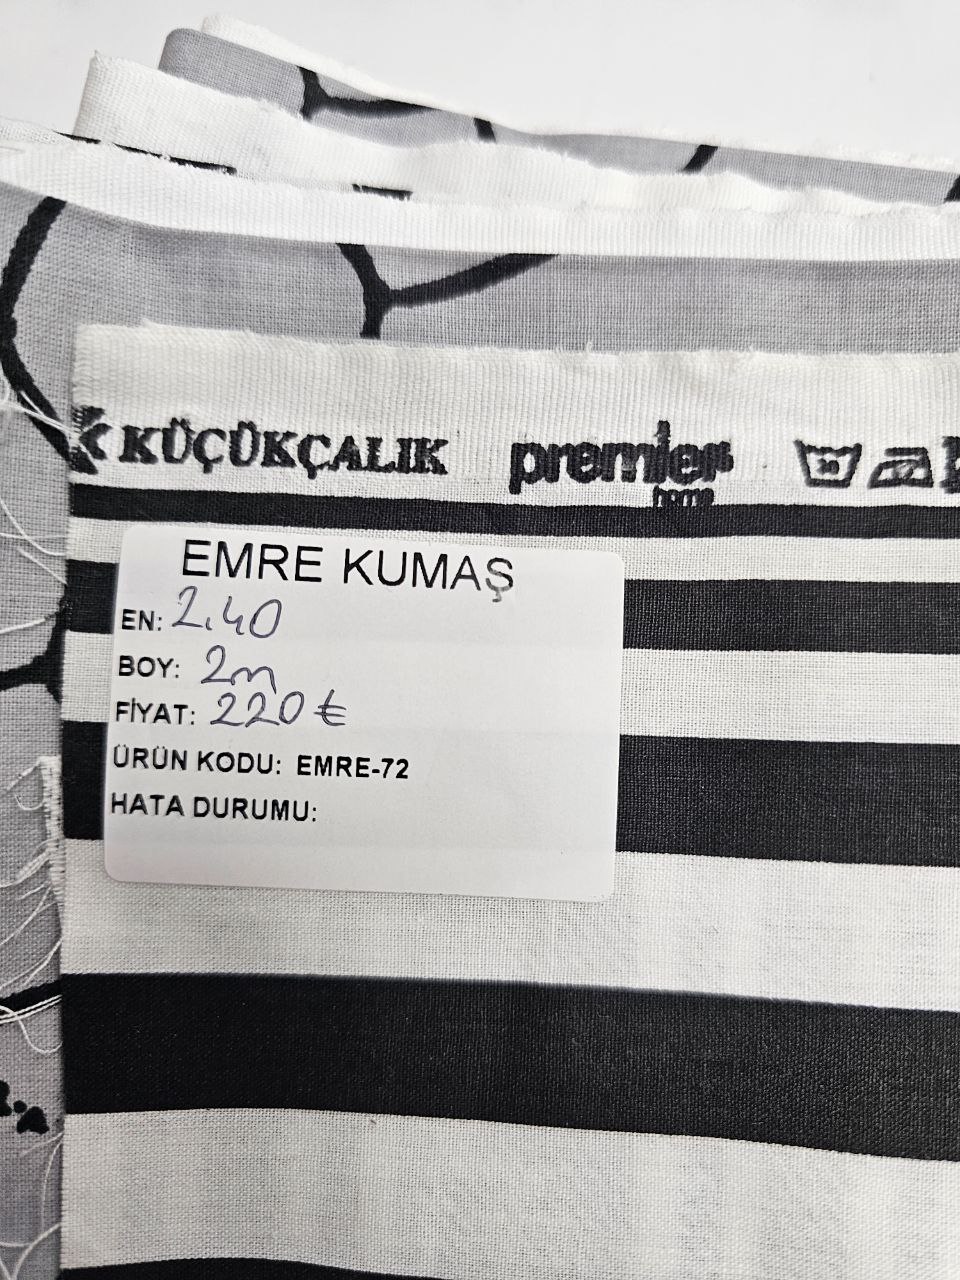 KÜÇÜKÇALIK premier
home
EMRE KUMAŞ
EN: 2.40
BOY: 2m
FİYAT: 220 ₺
ÜRÜN KODU: EMRE-72
HATA DURUMU: